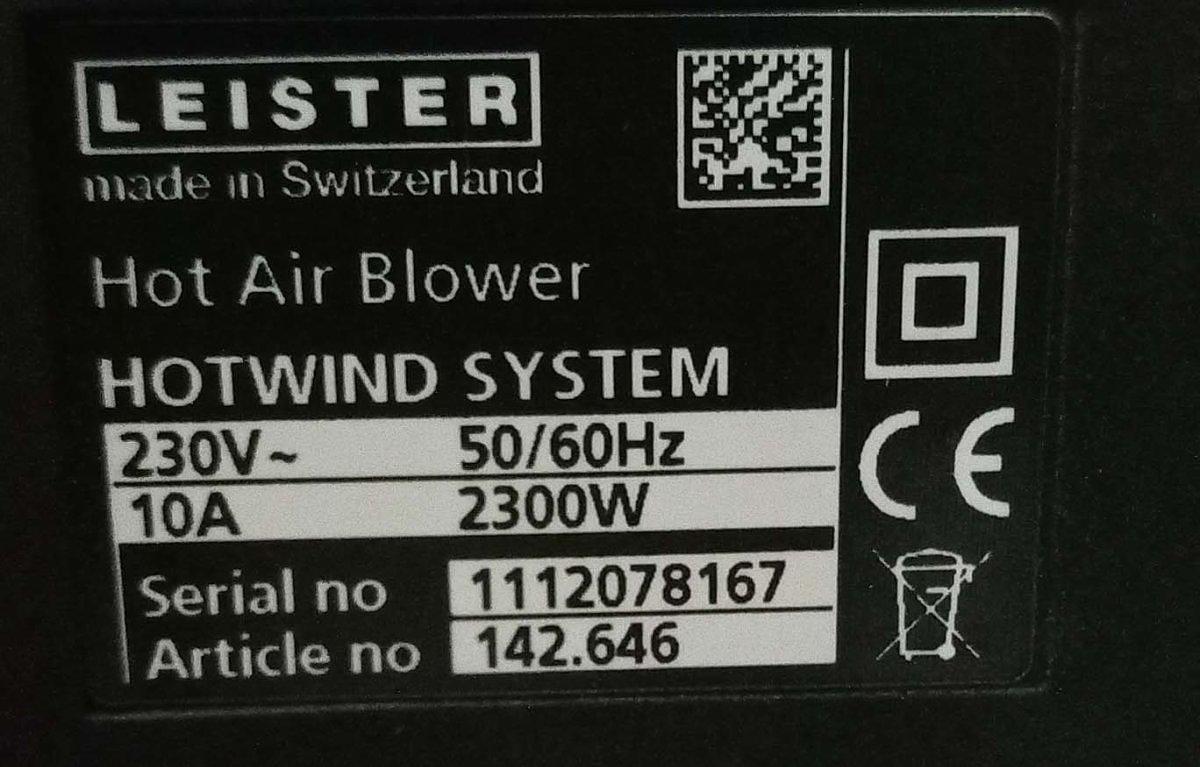 LEISTER
made in Switzerland
Hot Air Blower
HOTWIND SYSTEM
230V~ 50/60Hz
10A 2300W
Serial no 1112078167
Article no 142.646
CE